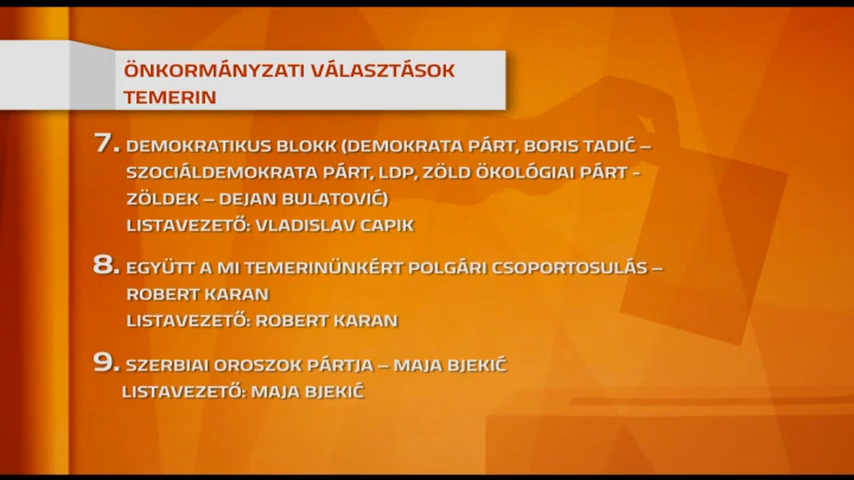 ÖNKORMÁNYZATI VÁLASZTÁSOK
TEMERIN
7. DEMOKRATIKUS BLOKK (DEMOKRATA PÁRT, BORIS TADIĆ –
SZOCIÁLDEMOKRATA PÁRT, LDP, ZÖLD ÖKOLÓGIAI PÁRT -
ZÖLDEK – DEJAN BULATOVIĆ)
LISTAVEZETŐ: VLADISLAV CAPIK
8. EGYÜTT A MI TEMERINÜNKÉRT POLGÁRI CSOPORTOSULÁS –
ROBERT KARAN
LISTAVEZETŐ: ROBERT KARAN
9. SZERBIAI OROSZOK PÁRTJA – MAJA BJEKIĆ
LISTAVEZETŐ: MAJA BJEKIĆ